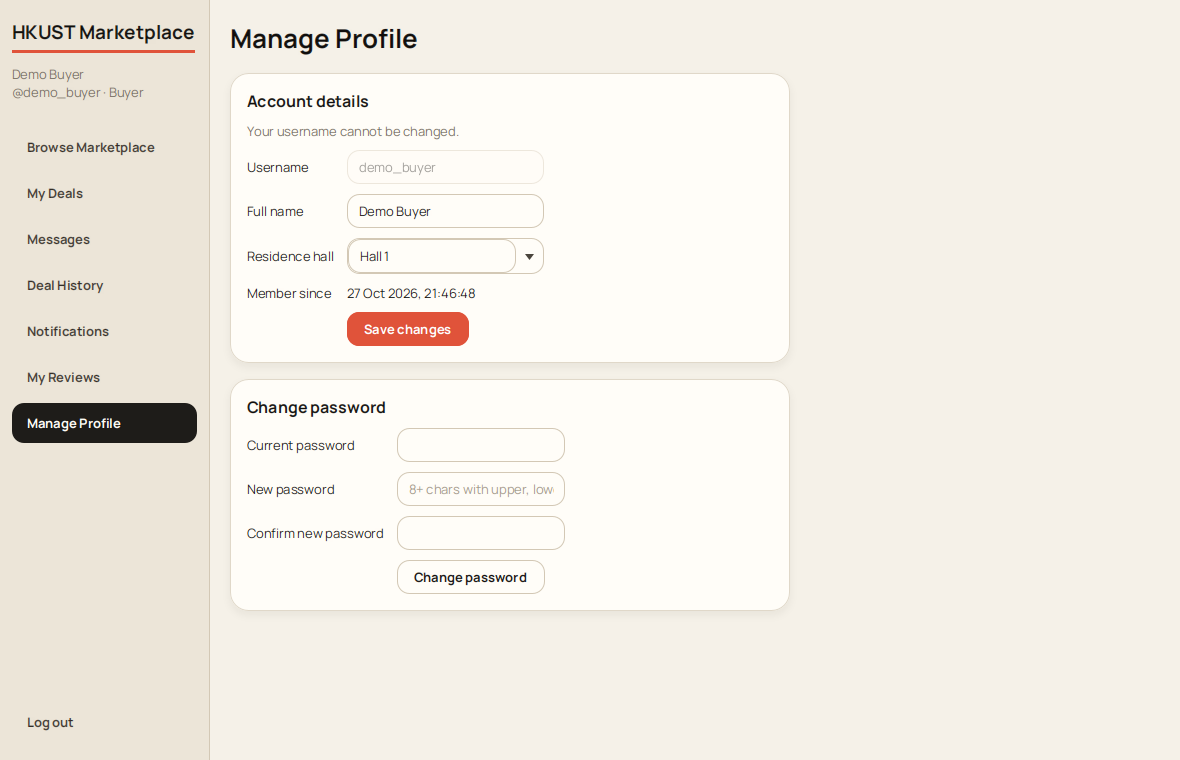 HKUST Marketplace
Demo Buyer
@demo_buyer · Buyer
Browse Marketplace
My Deals
Messages
Deal History
Notifications
My Reviews
Manage Profile
Log out
Manage Profile
Account details
Your username cannot be changed.
Username demo_buyer
Full name Demo Buyer
Residence hall Hall 1
Member since 27 Oct 2026, 21:46:48
Save changes
Change password
Current password
New password 8+ chars with upper, low
Confirm new password
Change password